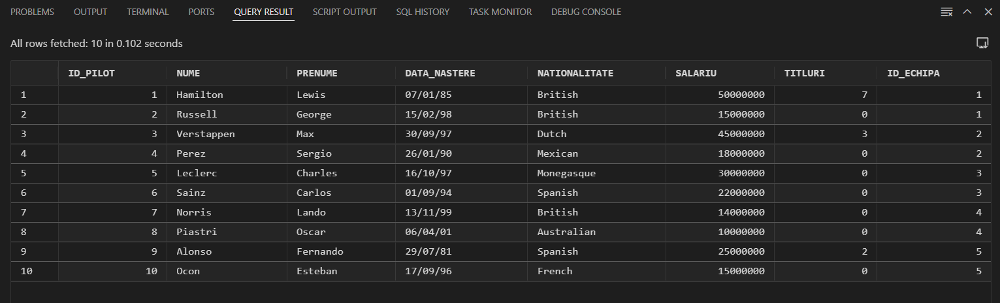 PROBLEMS OUTPUT TERMINAL PORTS QUERY RESULT SCRIPT OUTPUT SQL HISTORY TASK MONITOR DEBUG CONSOLE
All rows fetched: 10 in 0.102 seconds
ID_PILOT NUME PRENUME DATA_NASTERE NATIONALITATE SALARIU TITLURI ID_ECHIPA
1 1 Hamilton Lewis 07/01/85 British 50000000 7 1
2 2 Russell George 15/02/98 British 15000000 0 1
3 3 Verstappen Max 30/09/97 Dutch 45000000 3 2
4 4 Perez Sergio 26/01/90 Mexican 18000000 0 2
5 5 Leclerc Charles 16/10/97 Monegasque 30000000 0 3
6 6 Sainz Carlos 01/09/94 Spanish 22000000 0 3
7 7 Norris Lando 13/11/99 British 14000000 0 4
8 8 Piastri Oscar 06/04/01 Australian 10000000 0 4
9 9 Alonso Fernando 29/07/81 Spanish 25000000 2 5
10 10 Ocon Esteban 17/09/96 French 15000000 0 5